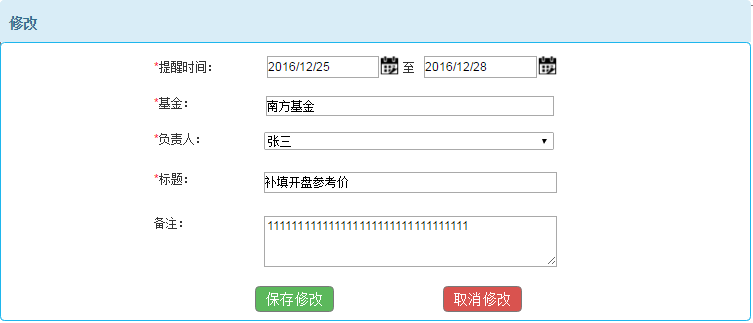 修改
*提醒时间： 2016/12/25 至 2016/12/28
*基金： 南方基金
*负责人： 张三
*标题： 补填开盘参考价
备注：
保存修改 取消修改